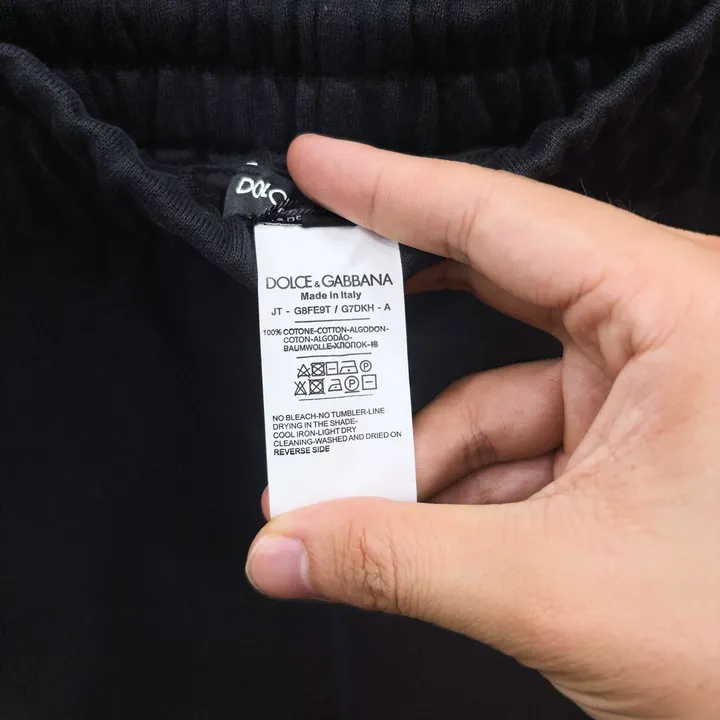 DOLC
DOLCE & GABBANA
Made in Italy
JT - G8FE9T / G7DKH - A
100% COTONE-COTTON-ALGODON-
COTON-ALGODÃO-
BAUMWOLLE-ХЛОПОК-棉
P
P
NO BLEACH-NO TUMBLER-LINE
DRYING IN THE SHADE-
COOL IRON-LIGHT DRY
CLEANING-WASHED AND DRIED ON
REVERSE SIDE